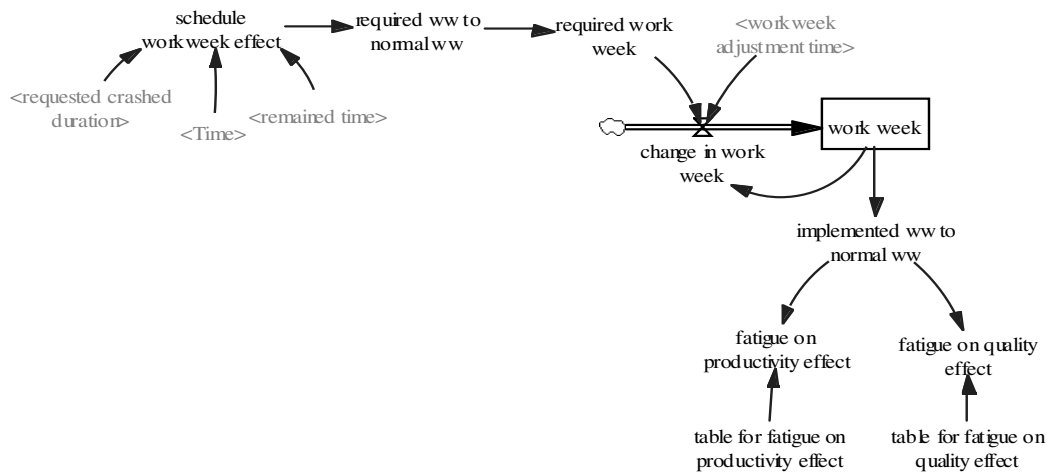 schedule
workweek effect
required ww to
normal ww
required work
week
<work week
adjustment time>
<requested crashed
duration>
<Time>
<remained time>
work week
change in work
week
implemented ww to
normal ww
fatigue on
productivity effect
fatigue on quality
effect
table for fatigue on
productivity effect
table for fatigue on
quality effect